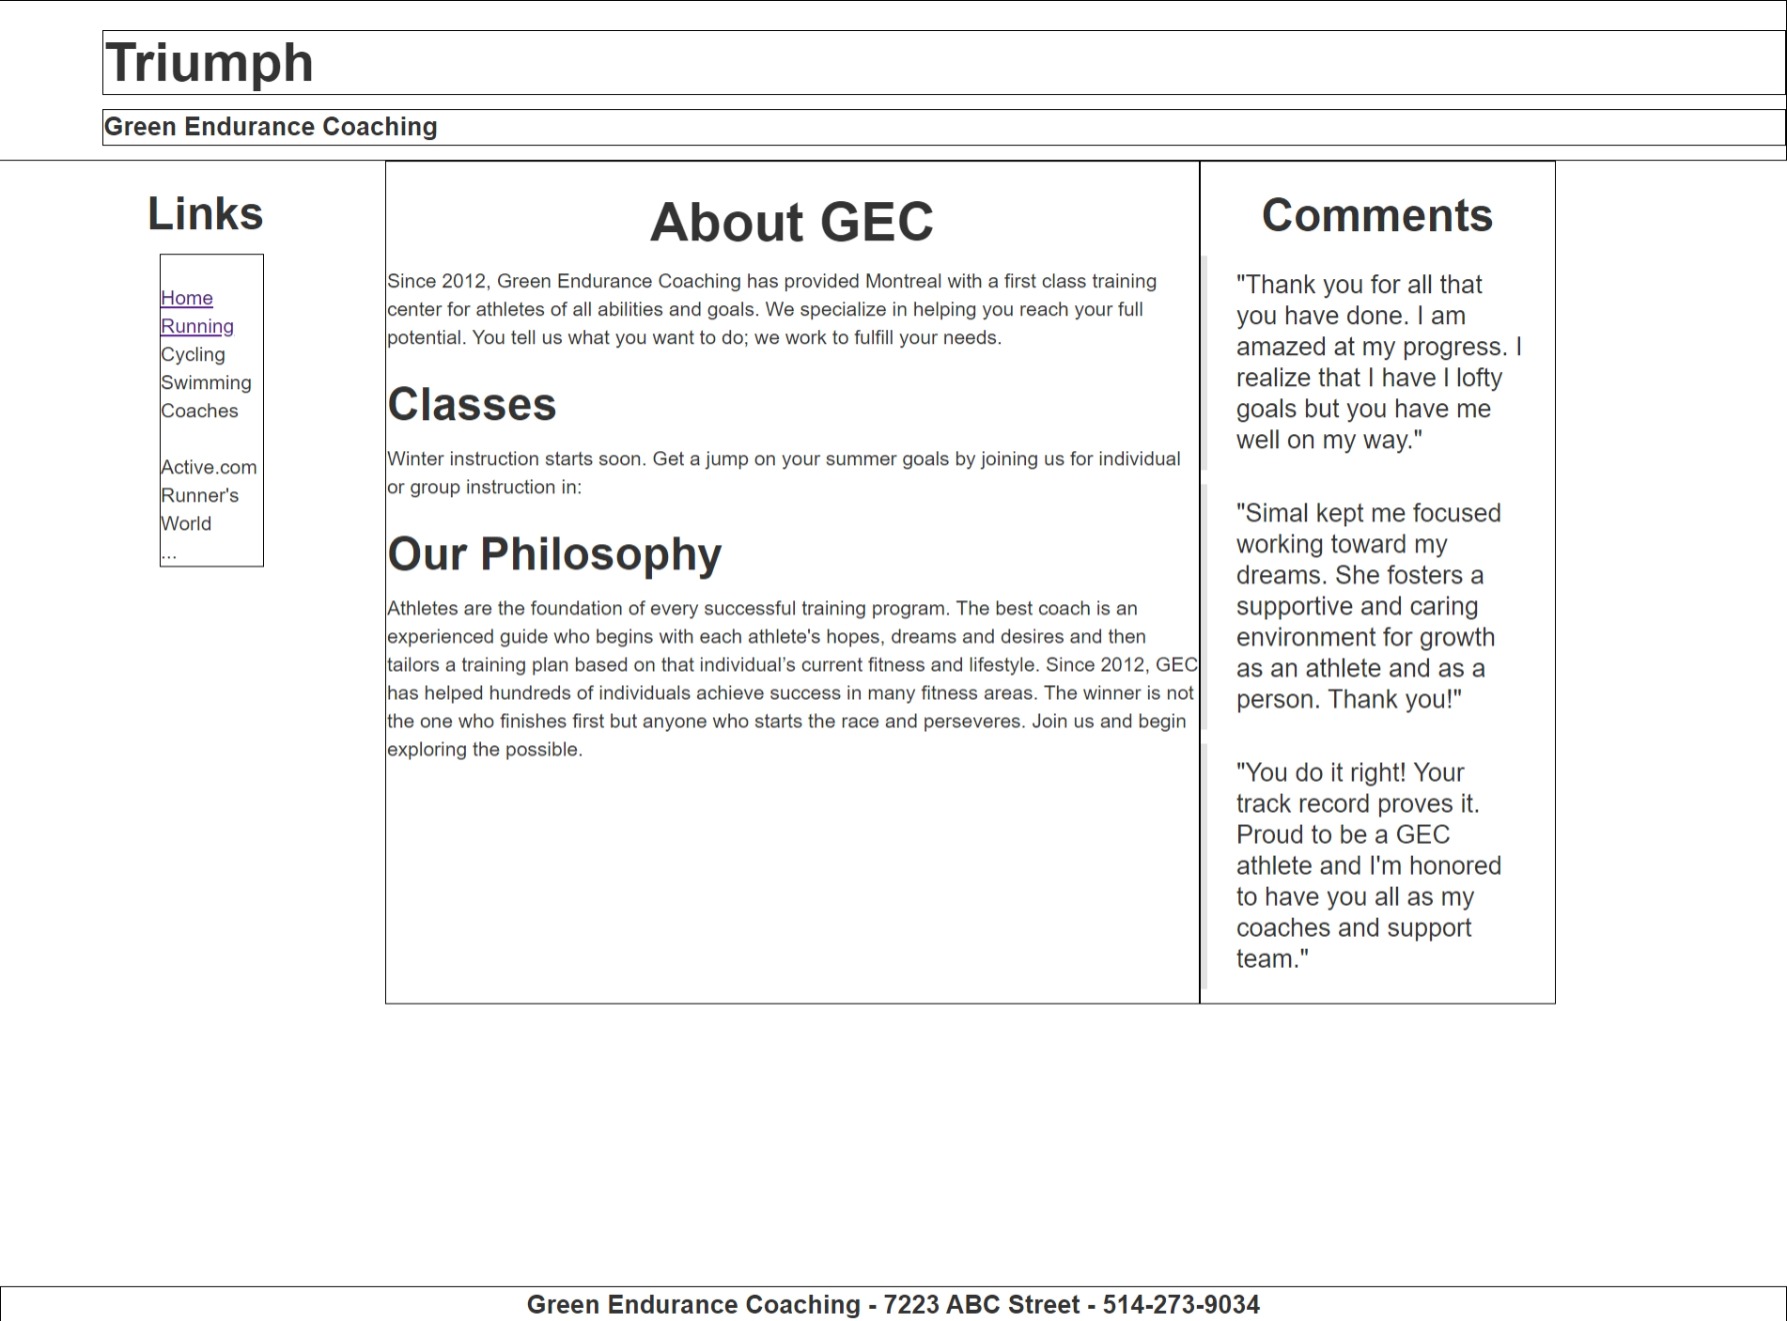 Triumph
Green Endurance Coaching
Links
Home
Running
Cycling
Swimming
Coaches
Active.com
Runner's
World
...
About GEC
Since 2012, Green Endurance Coaching has provided Montreal with a first class training
center for athletes of all abilities and goals. We specialize in helping you reach your full
potential. You tell us what you want to do; we work to fulfill your needs.
Classes
Winter instruction starts soon. Get a jump on your summer goals by joining us for individual
or group instruction in:
Our Philosophy
Athletes are the foundation of every successful training program. The best coach is an
experienced guide who begins with each athlete's hopes, dreams and desires and then
tailors a training plan based on that individual’s current fitness and lifestyle. Since 2012, GEC
has helped hundreds of individuals achieve success in many fitness areas. The winner is not
the one who finishes first but anyone who starts the race and perseveres. Join us and begin
exploring the possible.
Comments
"Thank you for all that
you have done. I am
amazed at my progress. I
realize that I have I lofty
goals but you have me
well on my way."
"Simal kept me focused
working toward my
dreams. She fosters a
supportive and caring
environment for growth
as an athlete and as a
person. Thank you!"
"You do it right! Your
track record proves it.
Proud to be a GEC
athlete and I'm honored
to have you all as my
coaches and support
team."
Green Endurance Coaching - 7223 ABC Street - 514-273-9034